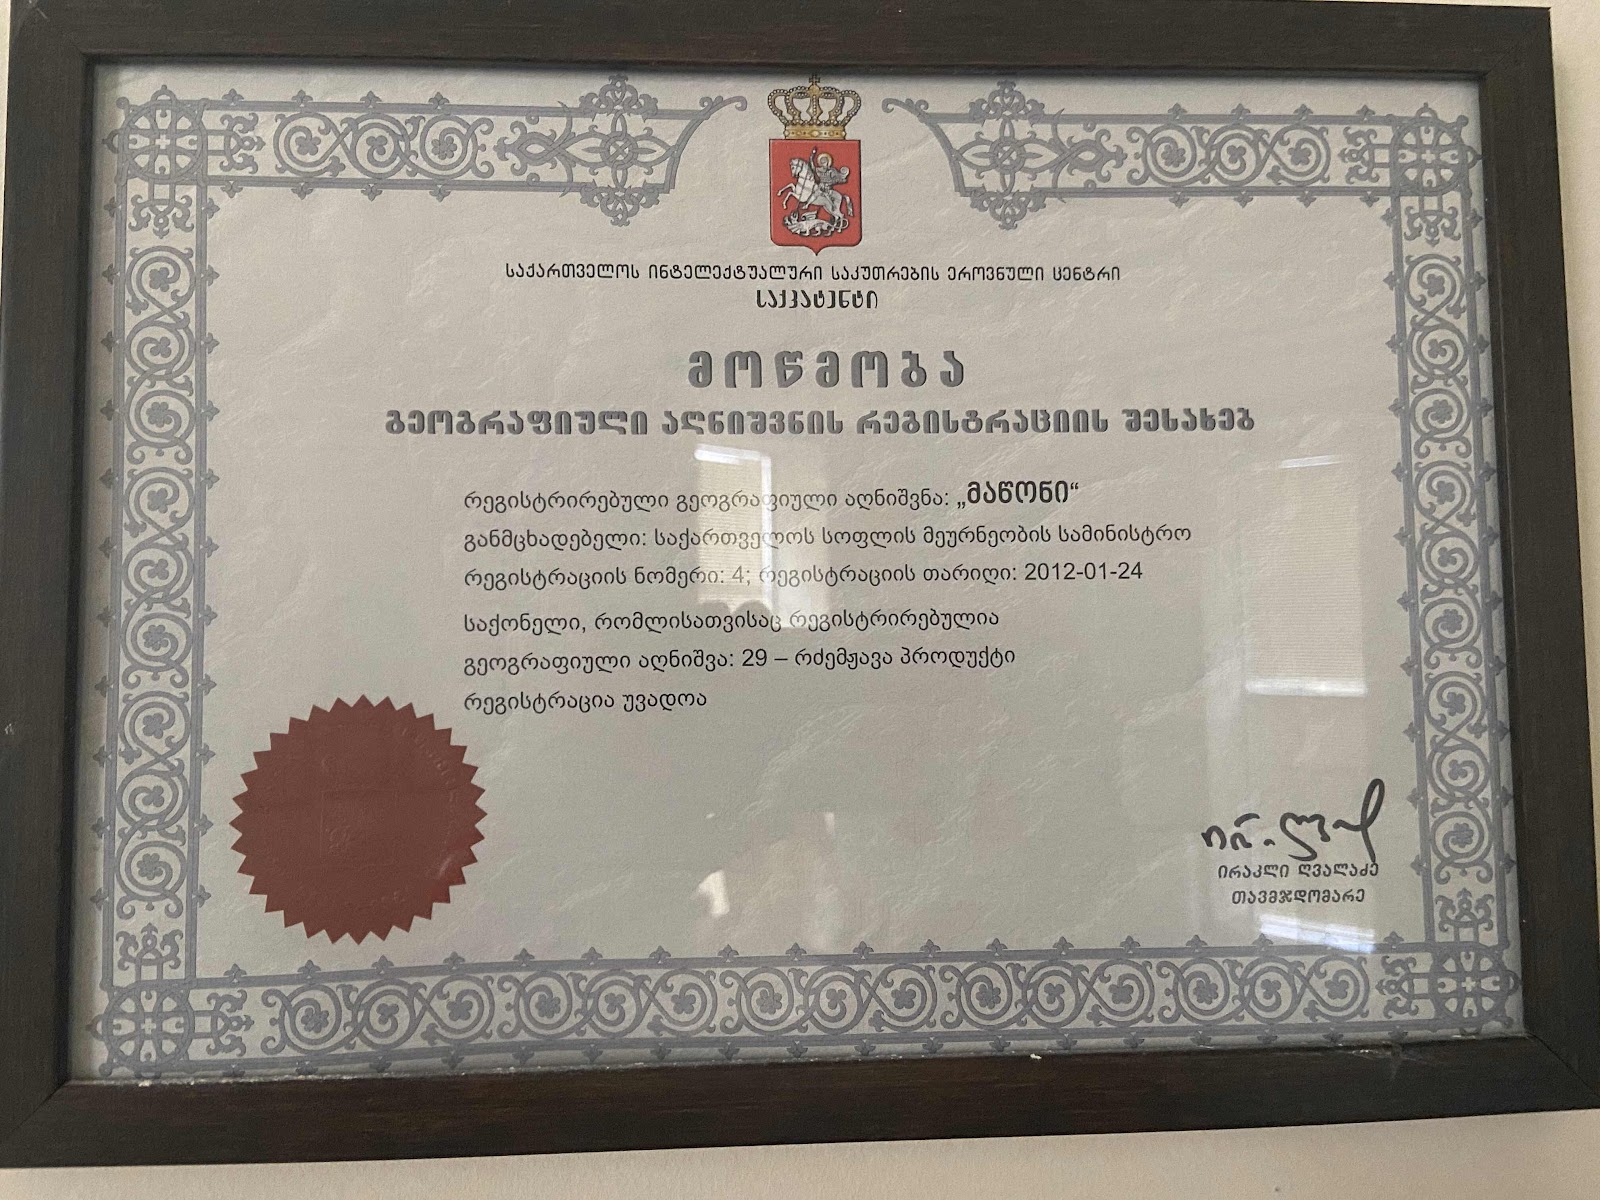 საქართველოს ინტელექტუალური საკუთრების ეროვნული ცენტრი
საქპატენტი
მოწმობა
გეოგრაფიული აღნიშვნის რეგისტრაციის შესახებ
რეგისტრირებული გეოგრაფიული აღნიშვნა: „მაწონი“
განმცხადებელი: საქართველოს სოფლის მეურნეობის სამინისტრო
რეგისტრაციის ნომერი: 4; რეგისტრაციის თარიღი: 2012-01-24
საქონელი, რომლისათვისაც რეგისტრირებულია
გეოგრაფიული აღნიშვა: 29 – რძემჟავა პროდუქტი
რეგისტრაცია უვადოა
ირაკლი ღვალაძე
თავმჯდომარე